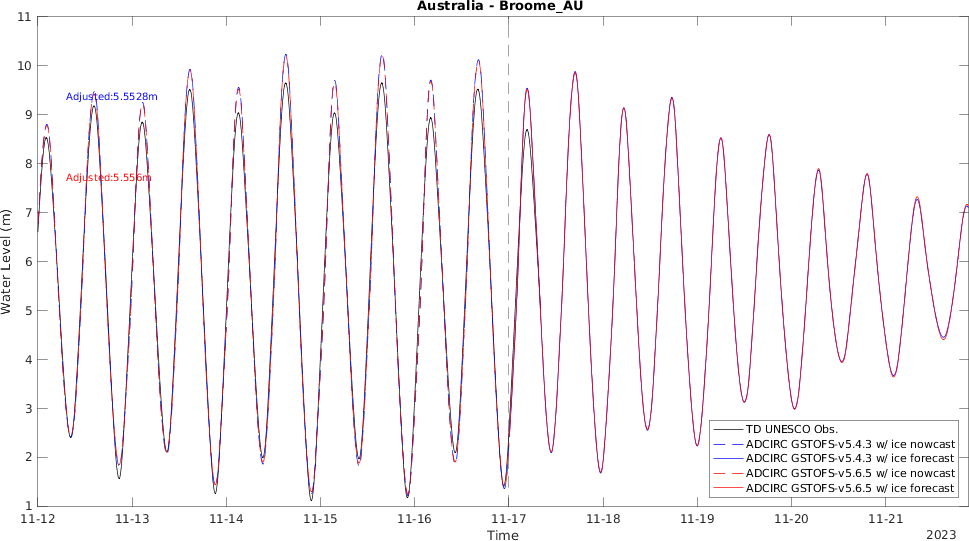 Australia - Broome_AU
11
10
9
8
7
6
5
4
3
2
1
Water Level (m)
Adjusted:5.5528m
Adjusted:5.556m
TD UNESCO Obs.
ADCIRC GSTOFS-v5.4.3 w/ ice nowcast
ADCIRC GSTOFS-v5.4.3 w/ ice forecast
ADCIRC GSTOFS-v5.6.5 w/ ice nowcast
ADCIRC GSTOFS-v5.6.5 w/ ice forecast
11-12 11-13 11-14 11-15 11-16 11-17 11-18 11-19 11-20 11-21
Time
2023